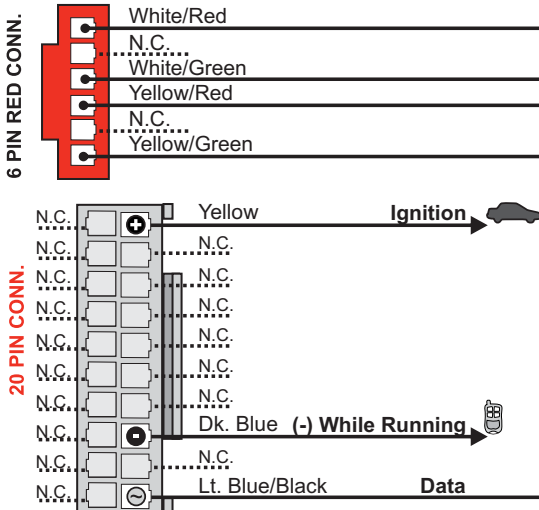 6 PIN RED CONN.
White/Red
N.C.
White/Green
Yellow/Red
N.C.
Yellow/Green
20 PIN CONN.
N.C. Yellow Ignition
N.C. N.C.
N.C. N.C.
N.C. N.C.
N.C. N.C.
N.C. N.C.
N.C. N.C.
N.C. Dk. Blue (-) While Running
N.C. N.C.
N.C. Lt. Blue/Black Data